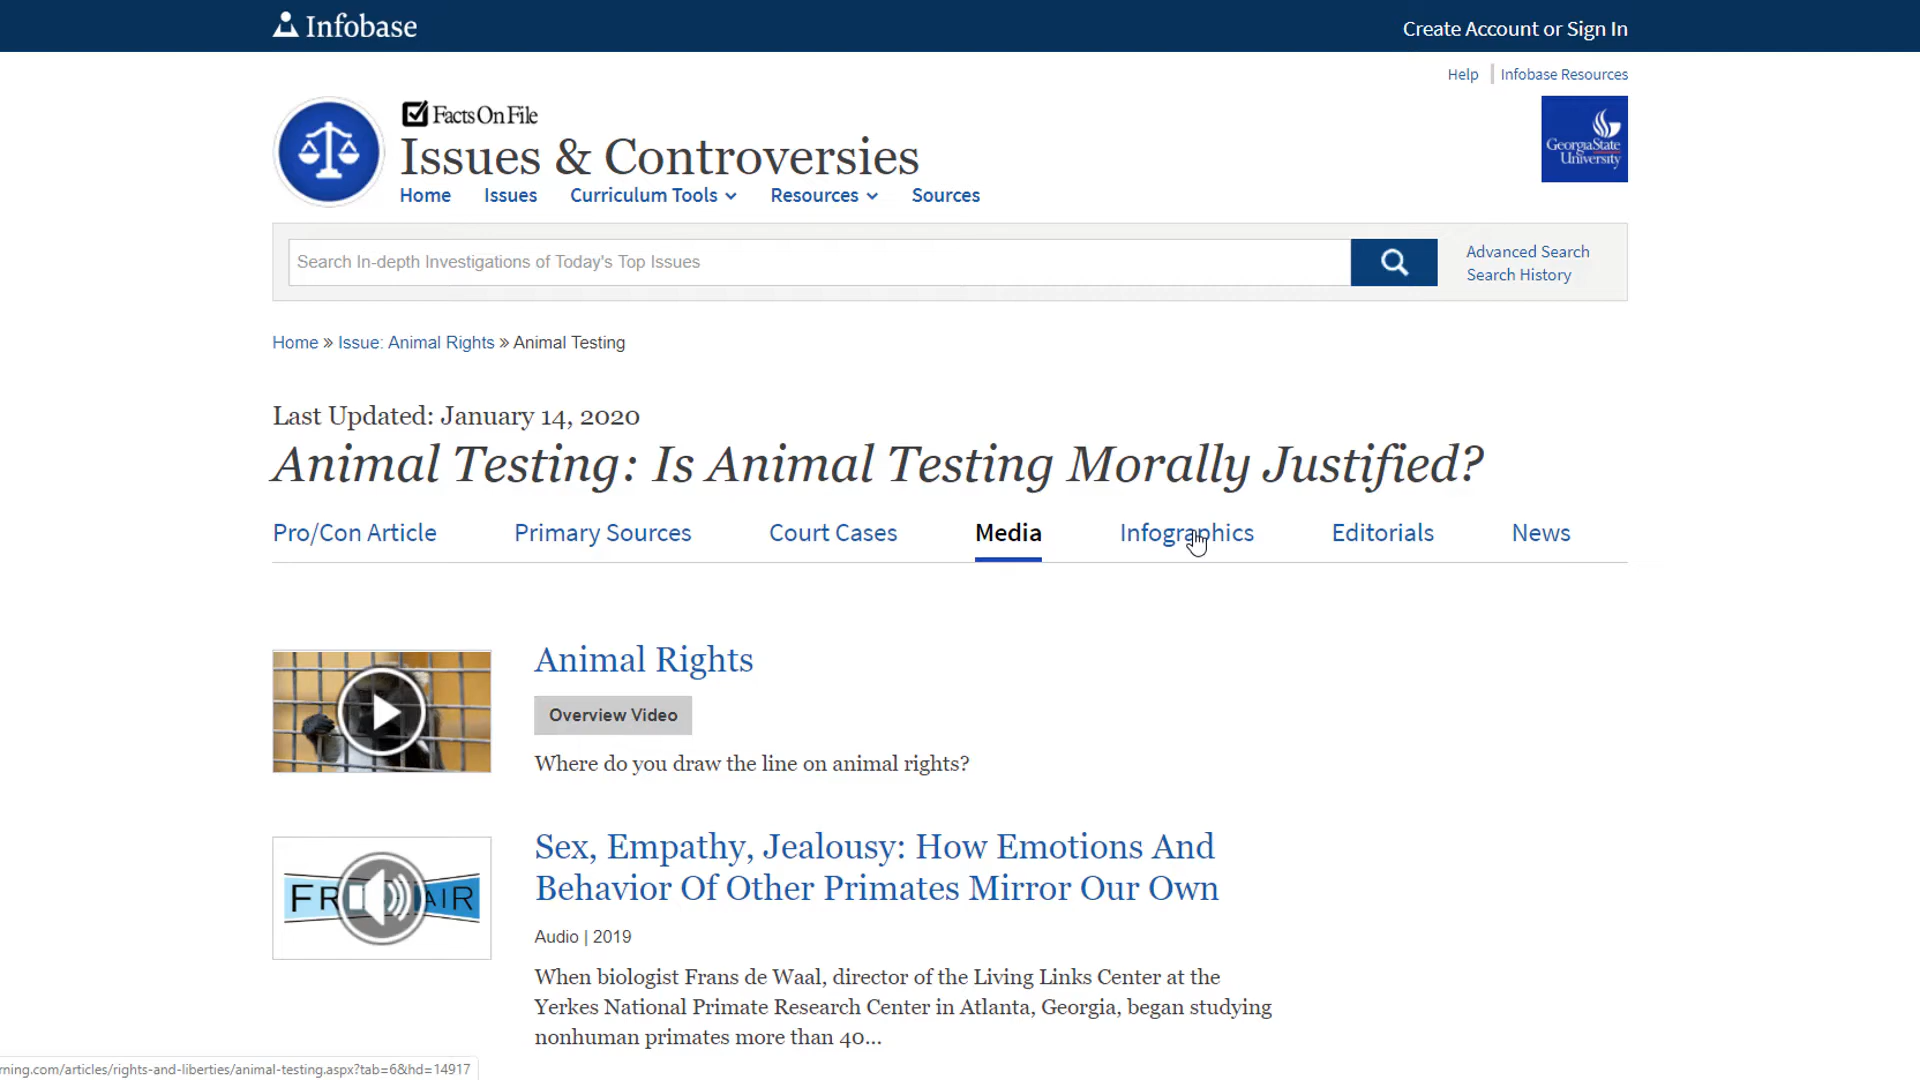 Infobase
Create Account or Sign In
Help
Infobase Resources
Facts On File
Issues & Controversies
GeorgiaState
University
Home
Issues
Curriculum Tools
Resources
Sources
Search In-depth Investigations of Today's Top Issues
Advanced Search
Search History
Home » Issue: Animal Rights » Animal Testing
Last Updated: January 14, 2020
Animal Testing: Is Animal Testing Morally Justified?
Pro/Con Article
Primary Sources
Court Cases
Media
Infographics
Editorials
News
Animal Rights
Overview Video
Where do you draw the line on animal rights?
FR AIR
Sex, Empathy, Jealousy: How Emotions And
Behavior Of Other Primates Mirror Our Own
Audio | 2019
When biologist Frans de Waal, director of the Living Links Center at the
Yerkes National Primate Research Center in Atlanta, Georgia, began studying
nonhuman primates more than 40...
rning.com/articles/rights-and-liberties/animal-testing.aspx?tab=6&hd=14917